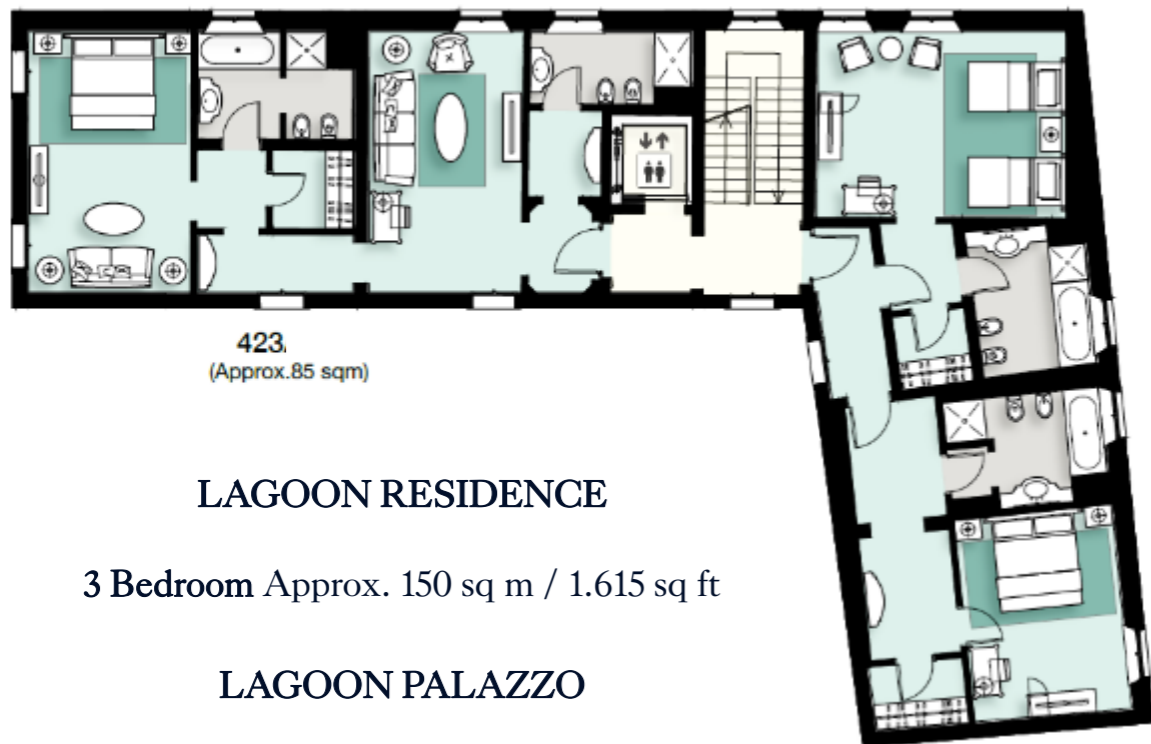 423.
(Approx.85 sqm)
LAGOON RESIDENCE
3 Bedroom Approx. 150 sq m / 1.615 sq ft
LAGOON PALAZZO